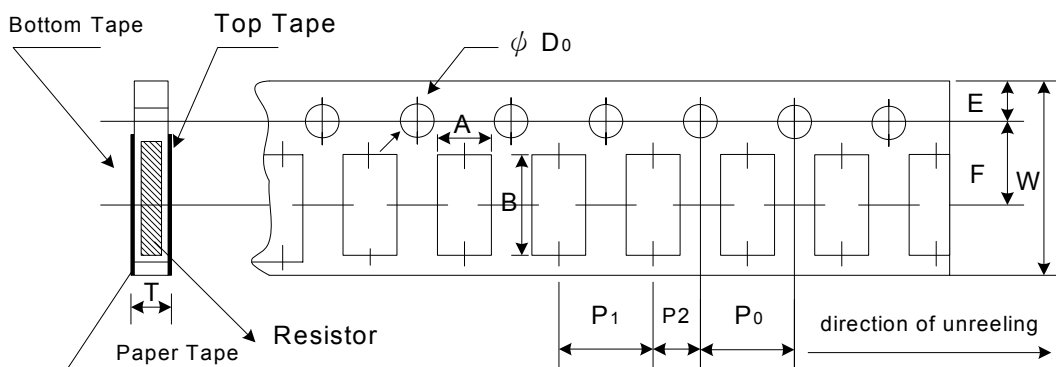 Bottom Tape
Top Tape
ϕ D0
E
A
F
W
B
T
P1
P2
P0
direction of unreeling
Resistor
Paper Tape